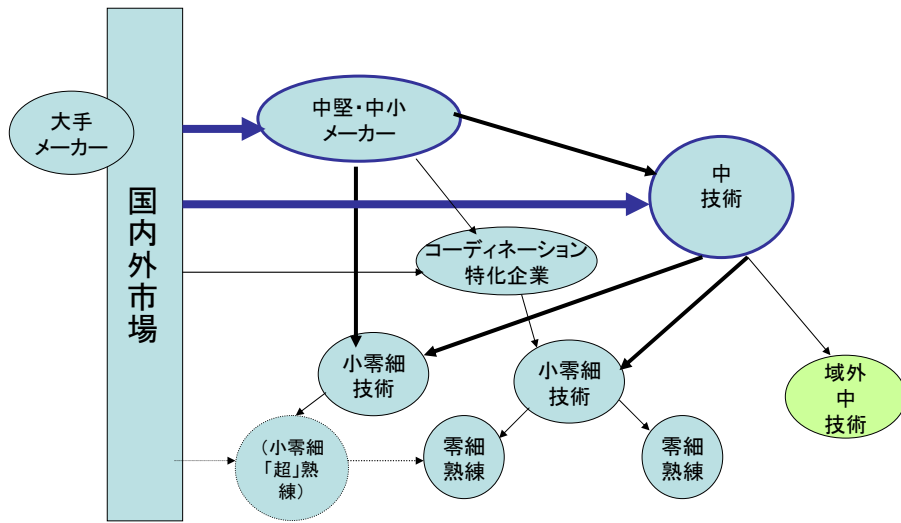 大手
メーカー
国内外市場
中堅・中小
メーカー
中
技術
コーディネーション
特化企業
小零細
技術
小零細
技術
域外
中
技術
(小零細
「超」熟
練)
零細
熟練
零細
熟練